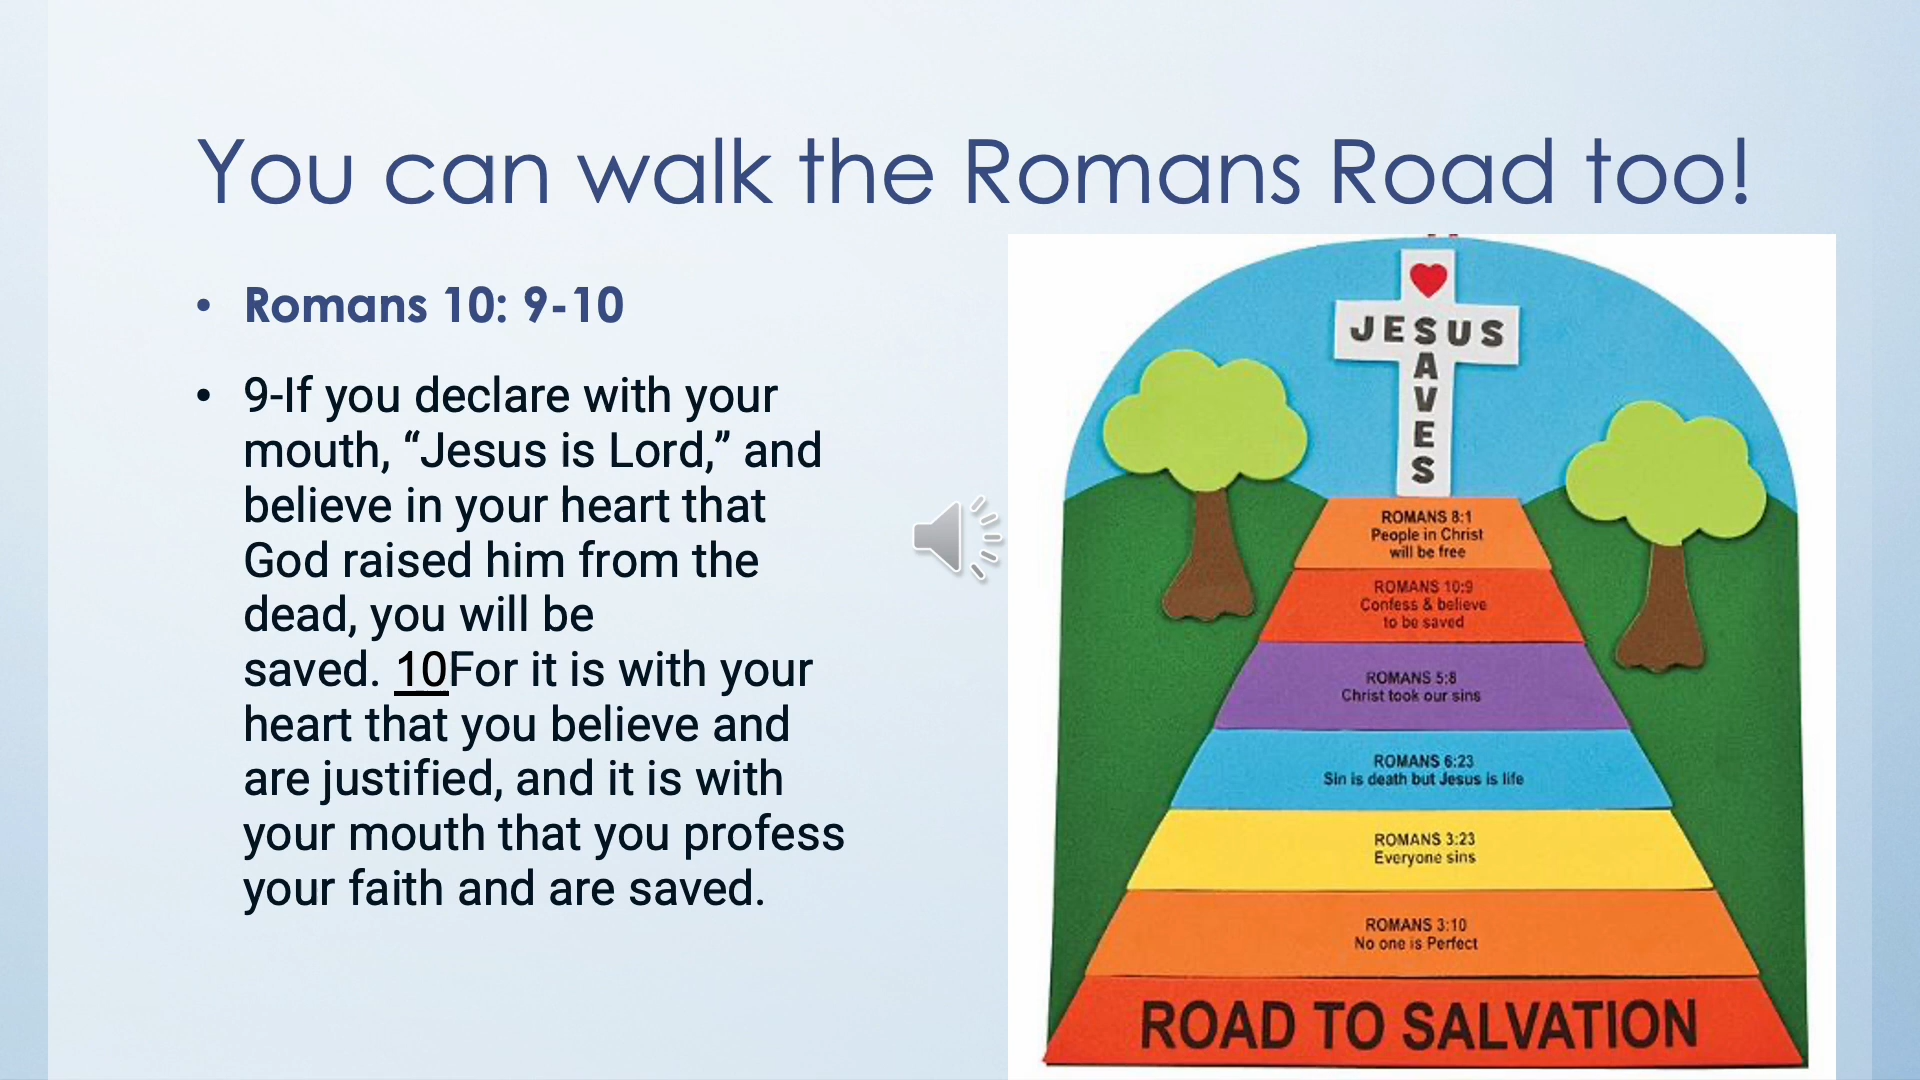 You can walk the Romans Road too!
• Romans 10: 9-10
• 9-If you declare with your
mouth, “Jesus is Lord,” and
believe in your heart that
God raised him from the
dead, you will be
saved. 10For it is with your
heart that you believe and
are justified, and it is with
your mouth that you profess
your faith and are saved.
JESUS
SAVES
ROMANS 8:1
People in Christ
will be free
ROMANS 10:9
Confess & believe
to be saved
ROMANS 5:8
Christ took our sins
ROMANS 6:23
Sin is death but Jesus is life
ROMANS 3:23
Everyone sins
ROMANS 3:10
No one is Perfect
ROAD TO SALVATION